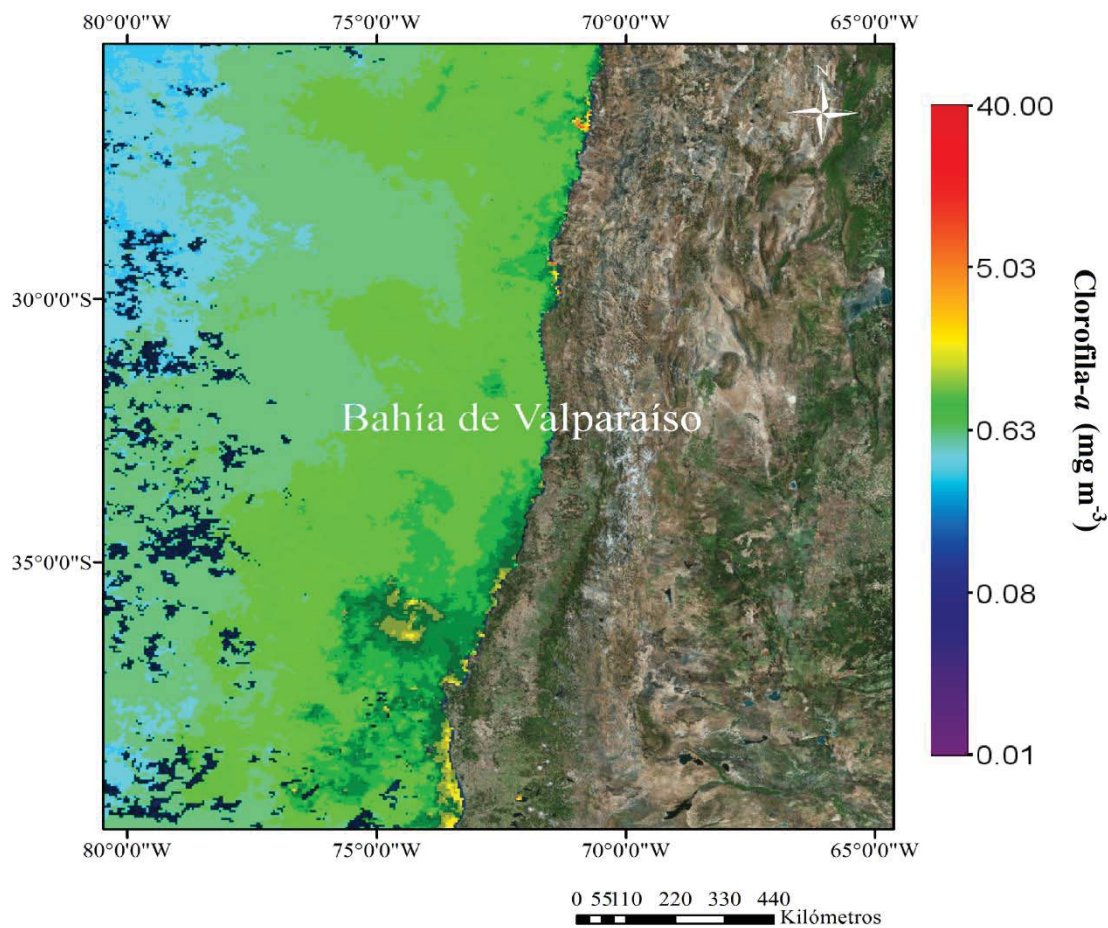 80°0'0"W 75°0'0"W 70°0'0"W 65°0'0"W
N
40.00
5.03
30°0'0"S
Bahía de Valparaíso
0.63
Clorofila-a (mg m⁻³)
35°0'0"S
0.08
0.01
80°0'0"W 75°0'0"W 70°0'0"W 65°0'0"W
0 55110 220 330 440
Kilómetros